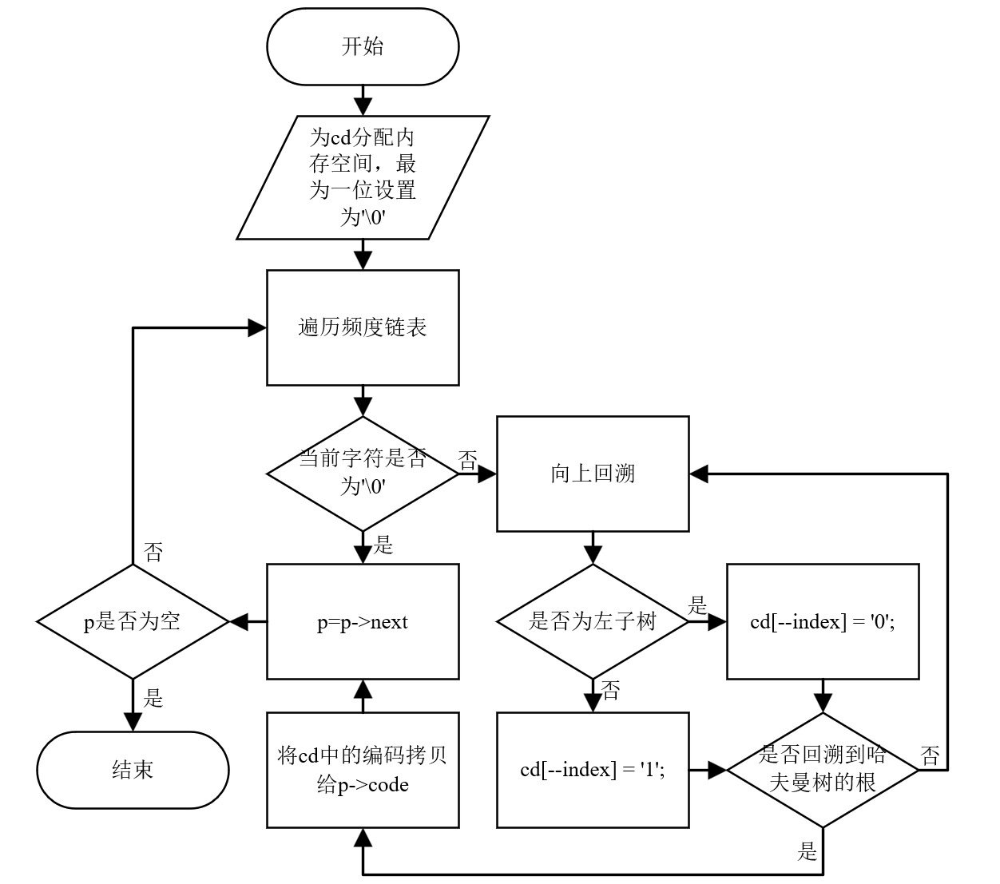 开始
为cd分配内
存空间，最
为一位设置
为'\0'
遍历频度链表
当前字符是否
为'\0'
否
向上回溯
是
否
p是否为空
p=p->next
是否为左子树
是
cd[--index] = '0';
是
否
结束
将cd中的编码拷贝
给p->code
cd[--index] = '1';
是否回溯到哈
夫曼树的根
否
是